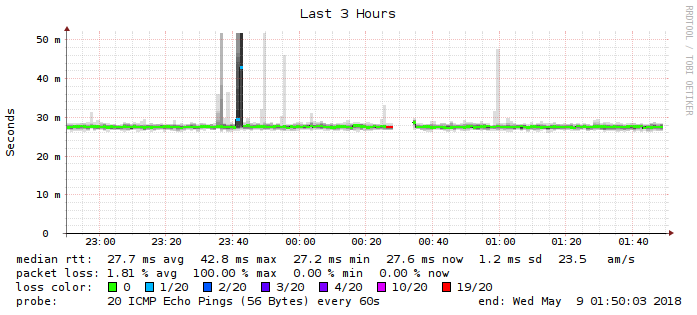 Last 3 Hours
RRDTOOL / TOBI OETIKER
Seconds
50 m
40 m
30 m
20 m
10 m
0
23:00 23:20 23:40 00:00 00:20 00:40 01:00 01:20 01:40
median rtt: 27.7 ms avg 42.8 ms max 27.2 ms min 27.6 ms now 1.2 ms sd 23.5 am/s
packet loss: 1.81 % avg 100.00 % max 0.00 % min 0.00 % now
loss color: 0 1/20 2/20 3/20 4/20 10/20 19/20
probe: 20 ICMP Echo Pings (56 Bytes) every 60s end: Wed May 9 01:50:03 2018